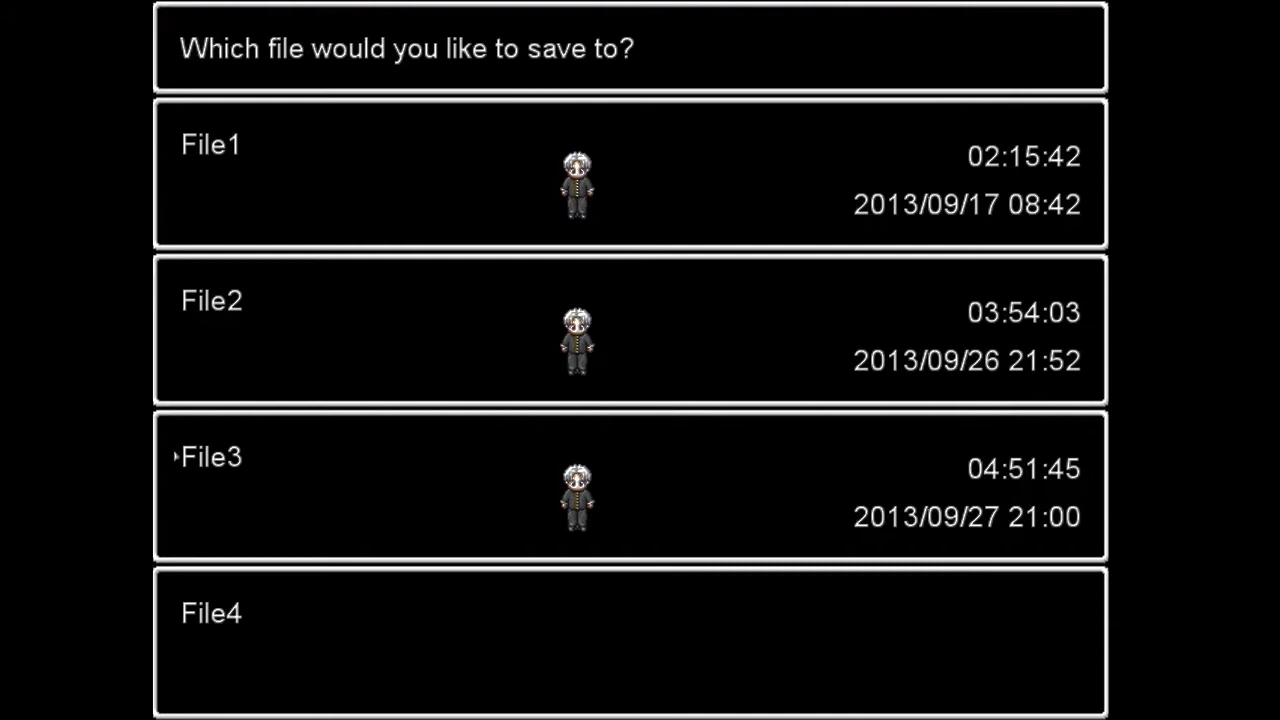 Which file would you like to save to?
File1
02:15:42
2013/09/17 08:42
File2
03:54:03
2013/09/26 21:52
File3
04:51:45
2013/09/27 21:00
File4